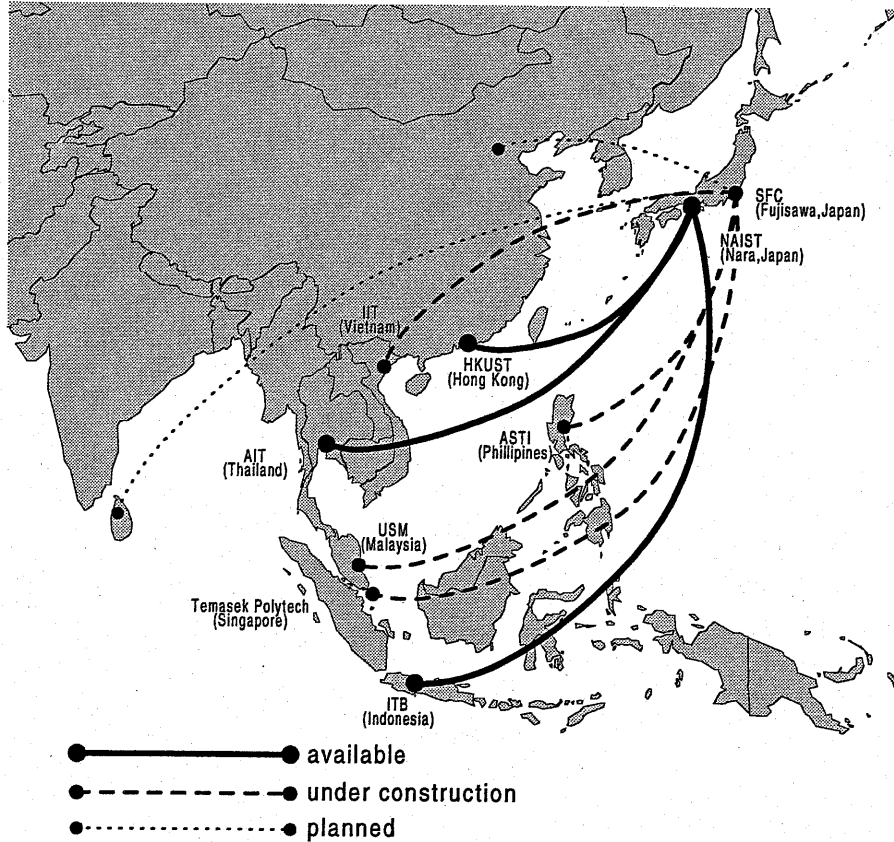 SFC
(Fujisawa,Japan)
NAIST
(Nara,Japan)
IIT
(Vietnam)
HKUST
(Hong Kong)
ASTI
(Phillipines)
AIT
(Thailand)
USM
(Malaysia)
Temasek Polytech
(Singapore)
ITB
(Indonesia)
available
under construction
planned